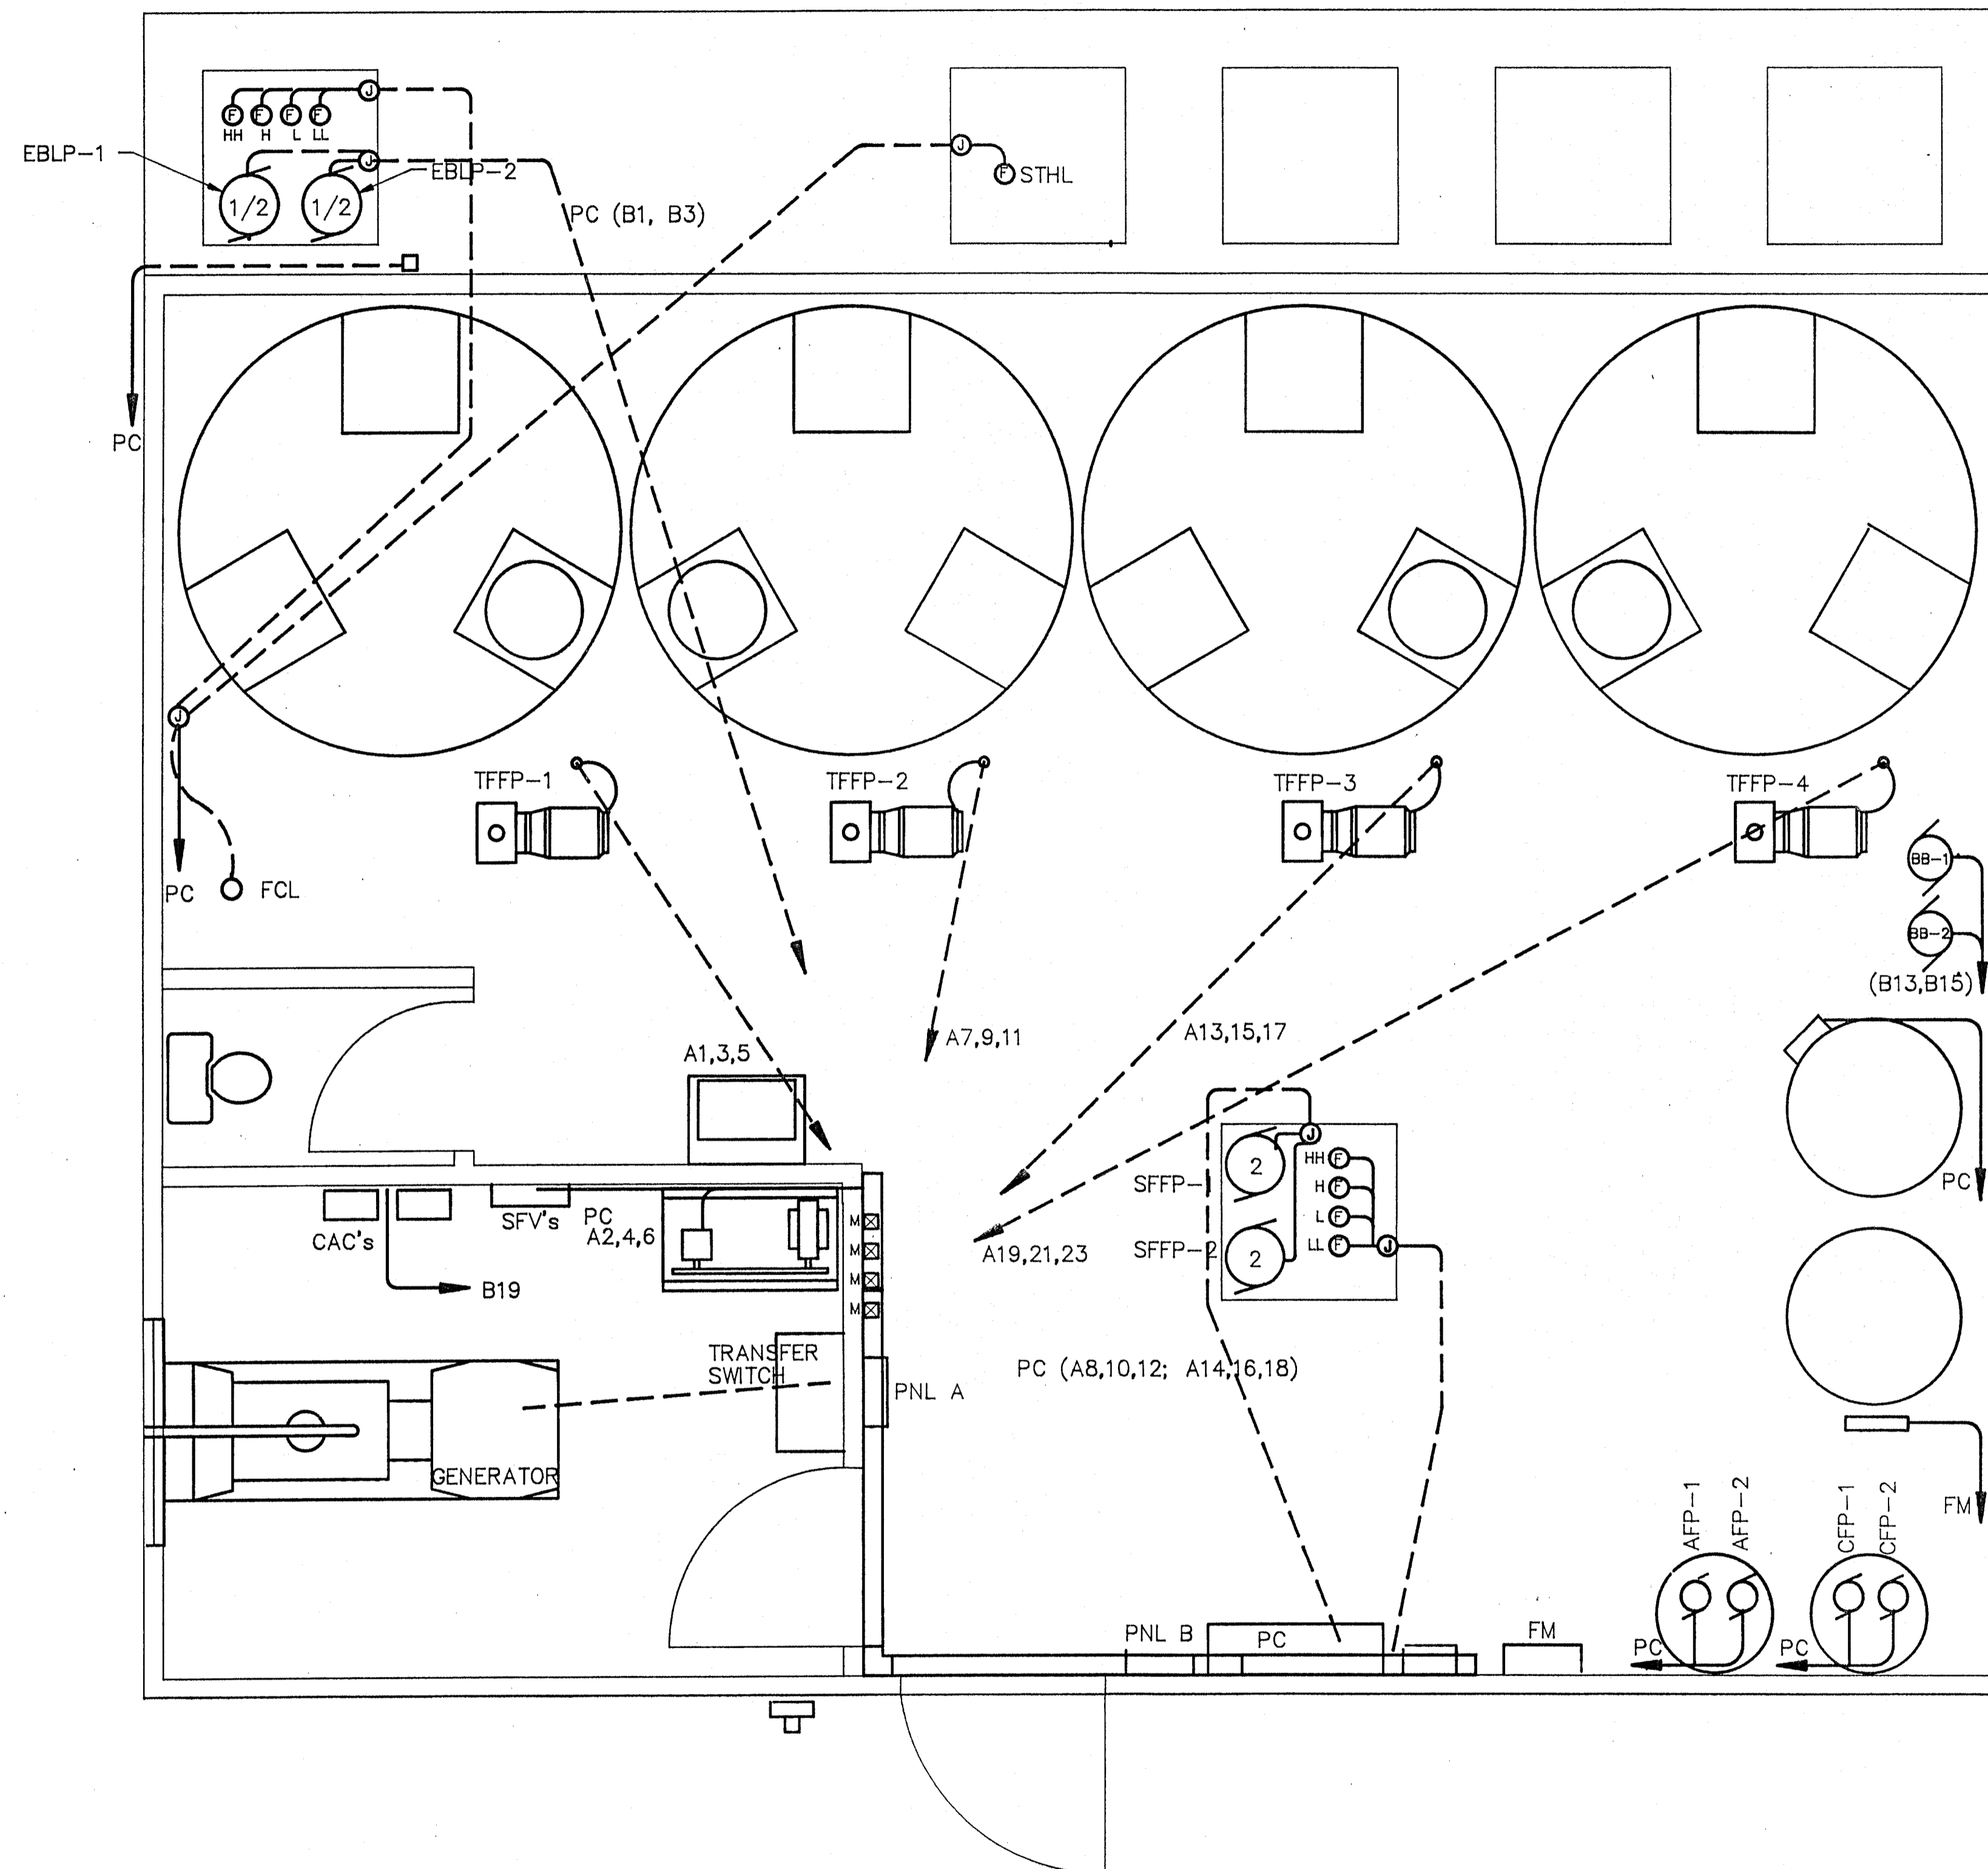 J
F F F F
HH H L LL
EBLP-1
J
EBLP-2
1/2 1/2
PC (B1, B3)
J
F STHL
PC
J
PC
FCL
TFFP-1
TFFP-2
TFFP-3
TFFP-4
BB-1
BB-2
(B13,B15)
A1,3,5
A7,9,11
A13,15,17
A19,21,23
J
2
HH F
H F
L F
LL F
J
SFFP-1
SFFP-2
2
PC
CAC's
SFV's
PC
A2,4,6
M
M
M
M
B19
TRANSFER
SWITCH
PNL A
PC (A8,10,12; A14,16,18)
GENERATOR
FM
AFP-1
AFP-2
CFP-1
CFP-2
PNL B
PC
FM
PC
PC